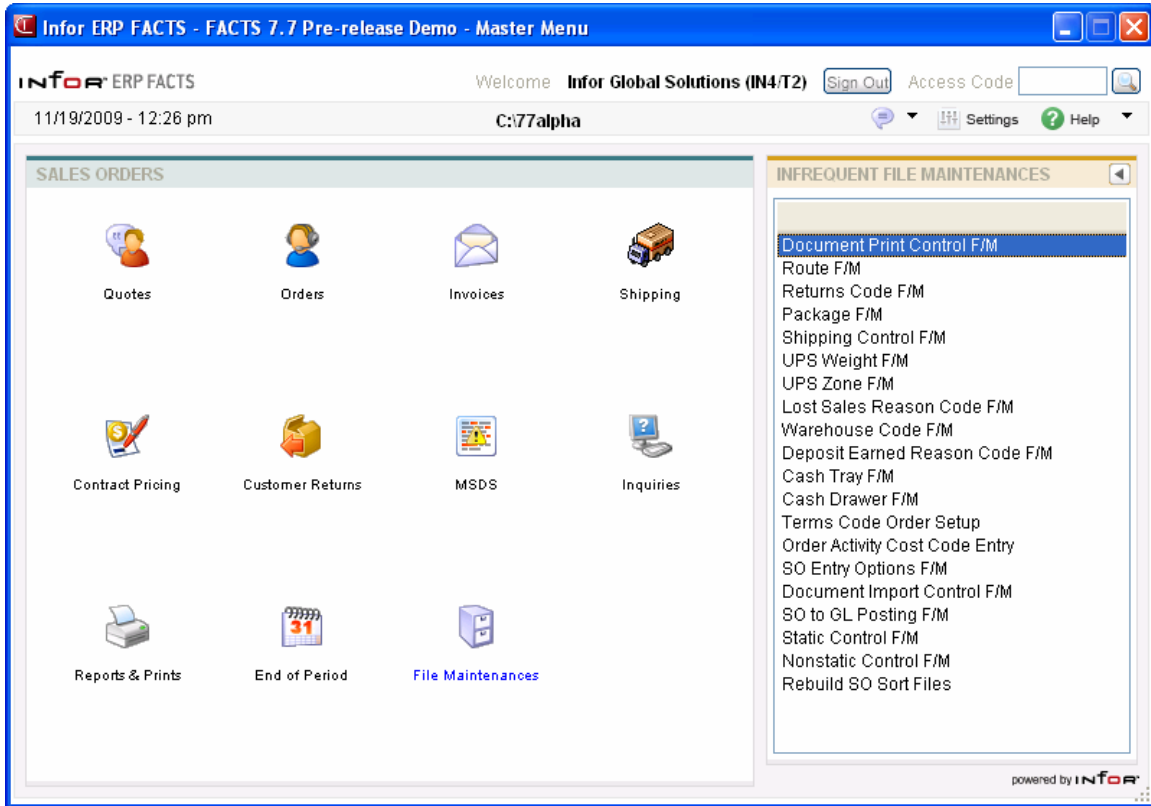 Infor ERP FACTS - FACTS 7.7 Pre-release Demo - Master Menu
infor ERP FACTS
Welcome Infor Global Solutions (IN4/T2) Sign Out Access Code
11/19/2009 - 12:26 pm C:\77alpha Settings Help
SALES ORDERS
Quotes Orders Invoices Shipping
Contract Pricing Customer Returns MSDS Inquiries
31
Reports & Prints End of Period File Maintenances
INFREQUENT FILE MAINTENANCES
Document Print Control F/M
Route F/M
Returns Code F/M
Package F/M
Shipping Control F/M
UPS Weight F/M
UPS Zone F/M
Lost Sales Reason Code F/M
Warehouse Code F/M
Deposit Earned Reason Code F/M
Cash Tray F/M
Cash Drawer F/M
Terms Code Order Setup
Order Activity Cost Code Entry
SO Entry Options F/M
Document Import Control F/M
SO to GL Posting F/M
Static Control F/M
Nonstatic Control F/M
Rebuild SO Sort Files
powered by infor